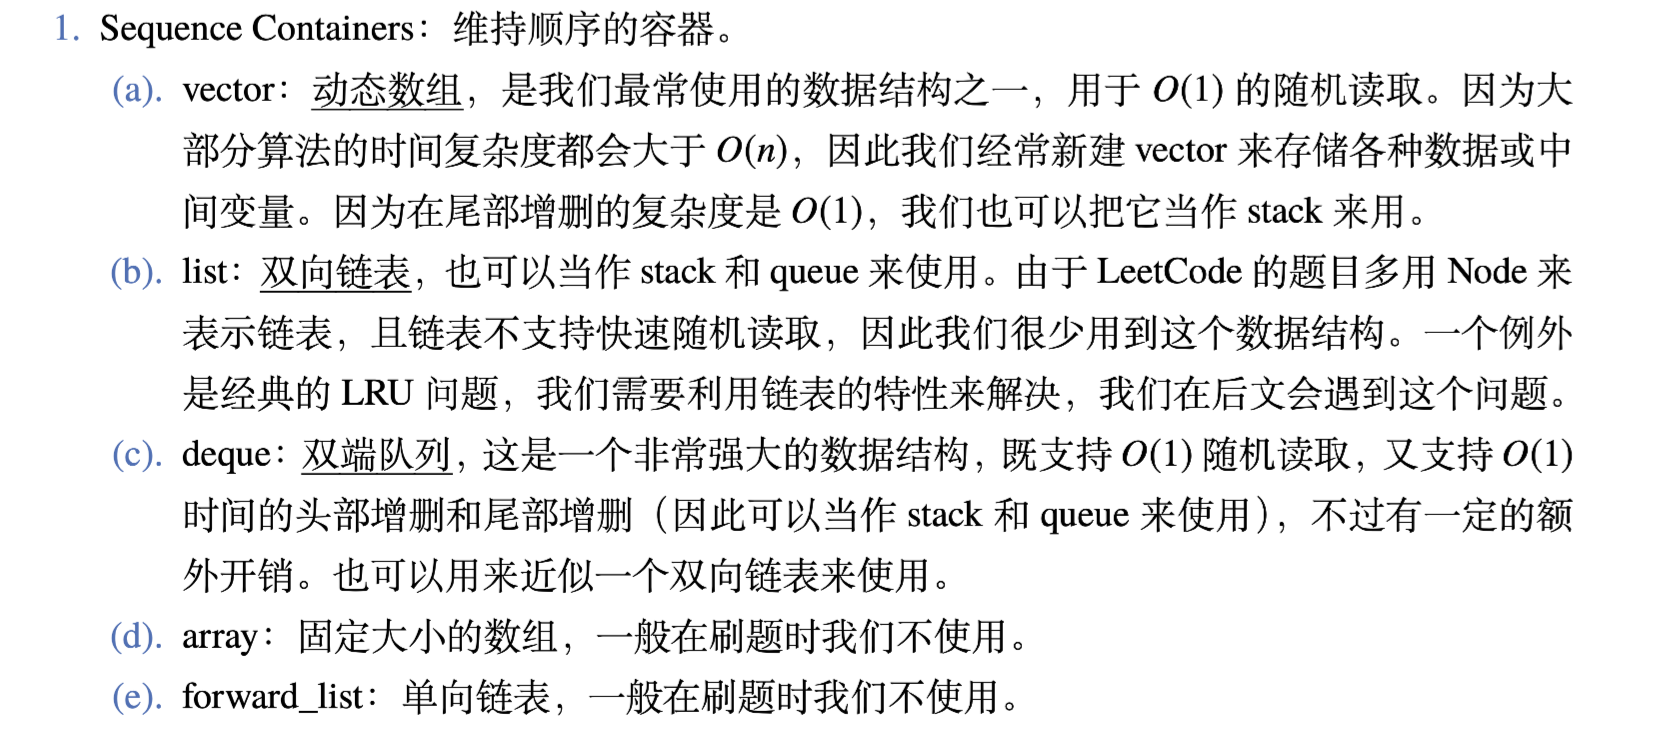 1. Sequence Containers：维持顺序的容器。
(a). vector：动态数组，是我们最常使用的数据结构之一，用于 O(1) 的随机读取。因为大
部分算法的时间复杂度都会大于 O(n)，因此我们经常新建 vector 来存储各种数据或中
间变量。因为在尾部增删的复杂度是 O(1)，我们也可以把它当作 stack 来用。
(b). list：双向链表，也可以当作 stack 和 queue 来使用。由于 LeetCode 的题目多用 Node 来
表示链表，且链表不支持快速随机读取，因此我们很少用到这个数据结构。一个例外
是经典的 LRU 问题，我们需要利用链表的特性来解决，我们在后文会遇到这个问题。
(c). deque：双端队列，这是一个非常强大的数据结构，既支持 O(1) 随机读取，又支持 O(1)
时间的头部增删和尾部增删（因此可以当作 stack 和 queue 来使用），不过有一定的额
外开销。也可以用来近似一个双向链表来使用。
(d). array：固定大小的数组，一般在刷题时我们不使用。
(e). forward_list：单向链表，一般在刷题时我们不使用。